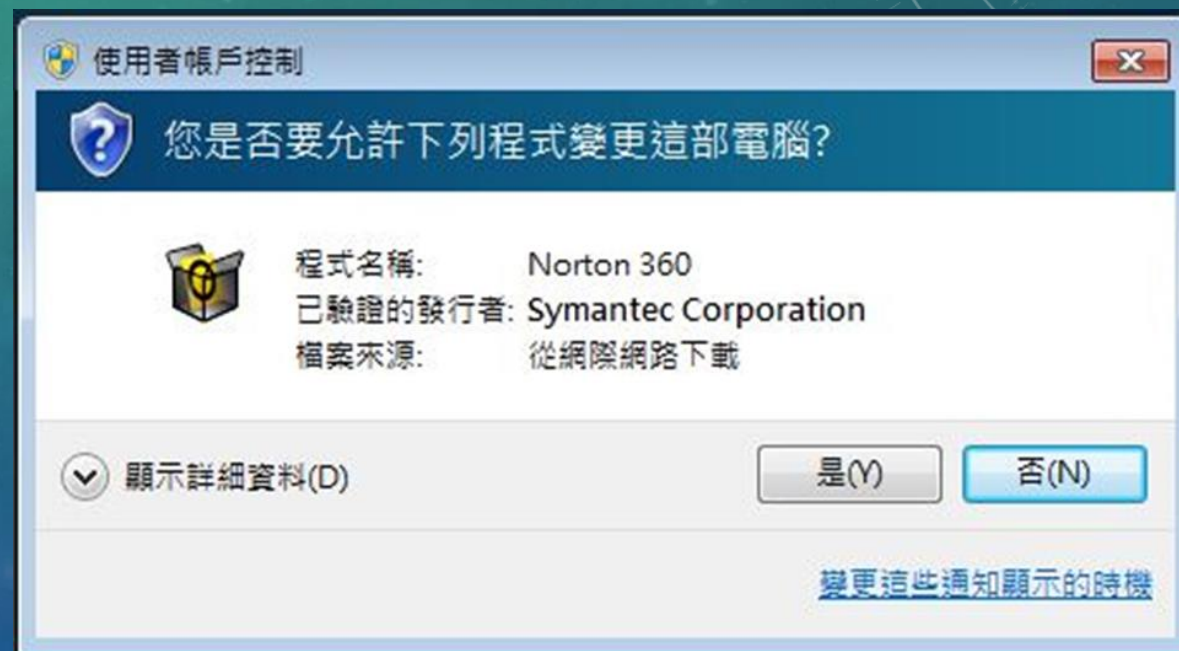 使用者帳戶控制
您是否要允許下列程式變更這部電腦?
程式名稱: Norton 360
已驗證的發行者: Symantec Corporation
檔案來源: 從網際網路下載
顯示詳細資料(D) 是(Y) 否(N)
變更這些通知顯示的時機